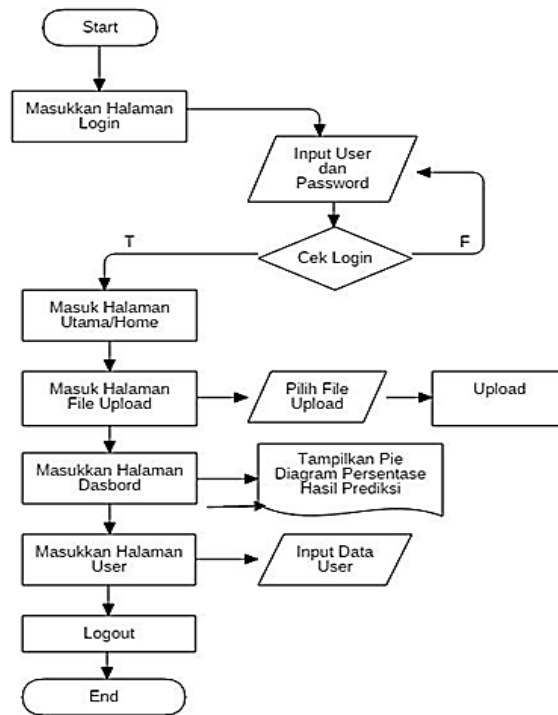 Start
Masukkan Halaman
Login
Input User
dan
Password
T
F
Cek Login
Masuk Halaman
Utama/Home
Masuk Halaman
File Upload
Pilih File
Upload
Upload
Masukkan Halaman
Dasbord
Tampilkan Pie
Diagram Persentase
Hasil Prediksi
Masukkan Halaman
User
Input Data
User
Logout
End